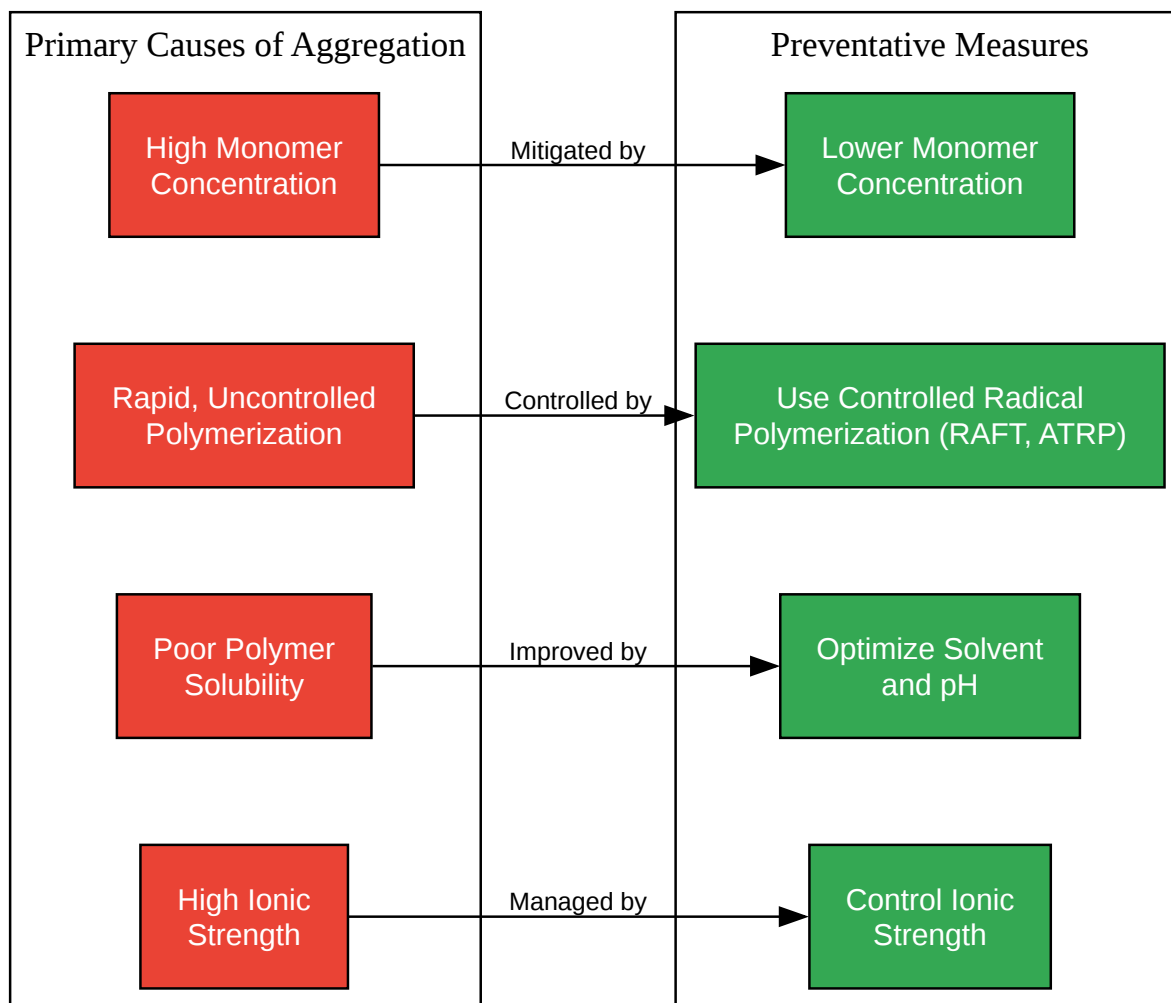 Primary Causes of Aggregation
Preventative Measures
High Monomer
Concentration
Mitigated by
Lower Monomer
Concentration
Rapid, Uncontrolled
Polymerization
Controlled by
Use Controlled Radical
Polymerization (RAFT, ATRP)
Poor Polymer
Solubility
Improved by
Optimize Solvent
and pH
High Ionic
Strength
Managed by
Control Ionic
Strength